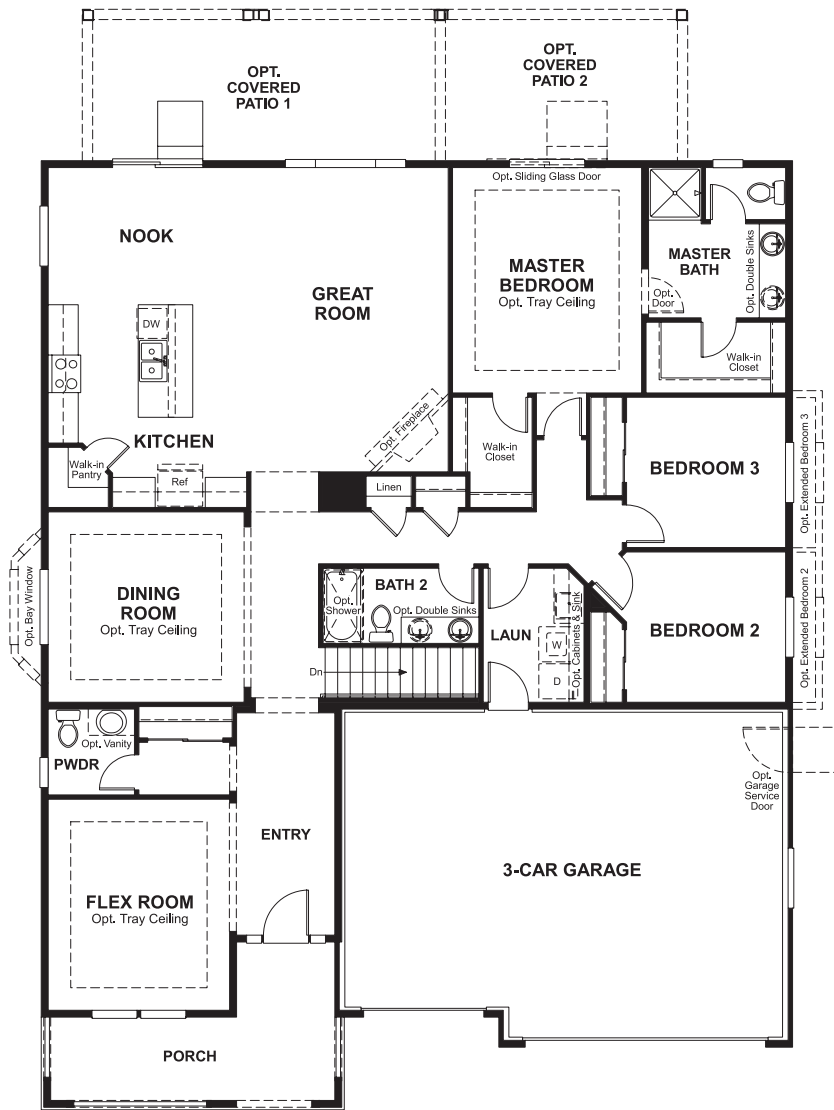 OPT.
COVERED
PATIO 1
OPT.
COVERED
PATIO 2
Opt. Sliding Glass Door
NOOK
GREAT
ROOM
MASTER
BEDROOM
Opt. Tray Ceiling
MASTER
BATH
Opt. Double Sinks
Opt.
Door
DW
Walk-in
Closet
Opt. Fireplace
KITCHEN
Walk-in
Pantry
Ref
Walk-in
Closet
Linen
BEDROOM 3
Opt. Extended Bedroom 3
DINING
ROOM
Opt. Tray Ceiling
Opt. Bay Window
BATH 2
Opt.
Shower
Opt. Double Sinks
LAUN
Opt. Cabinets & Sink
W
D
BEDROOM 2
Opt. Extended Bedroom 2
Dn
Opt. Vanity
PWDR
Opt.
Garage
Service
Door
ENTRY
3-CAR GARAGE
FLEX ROOM
Opt. Tray Ceiling
PORCH